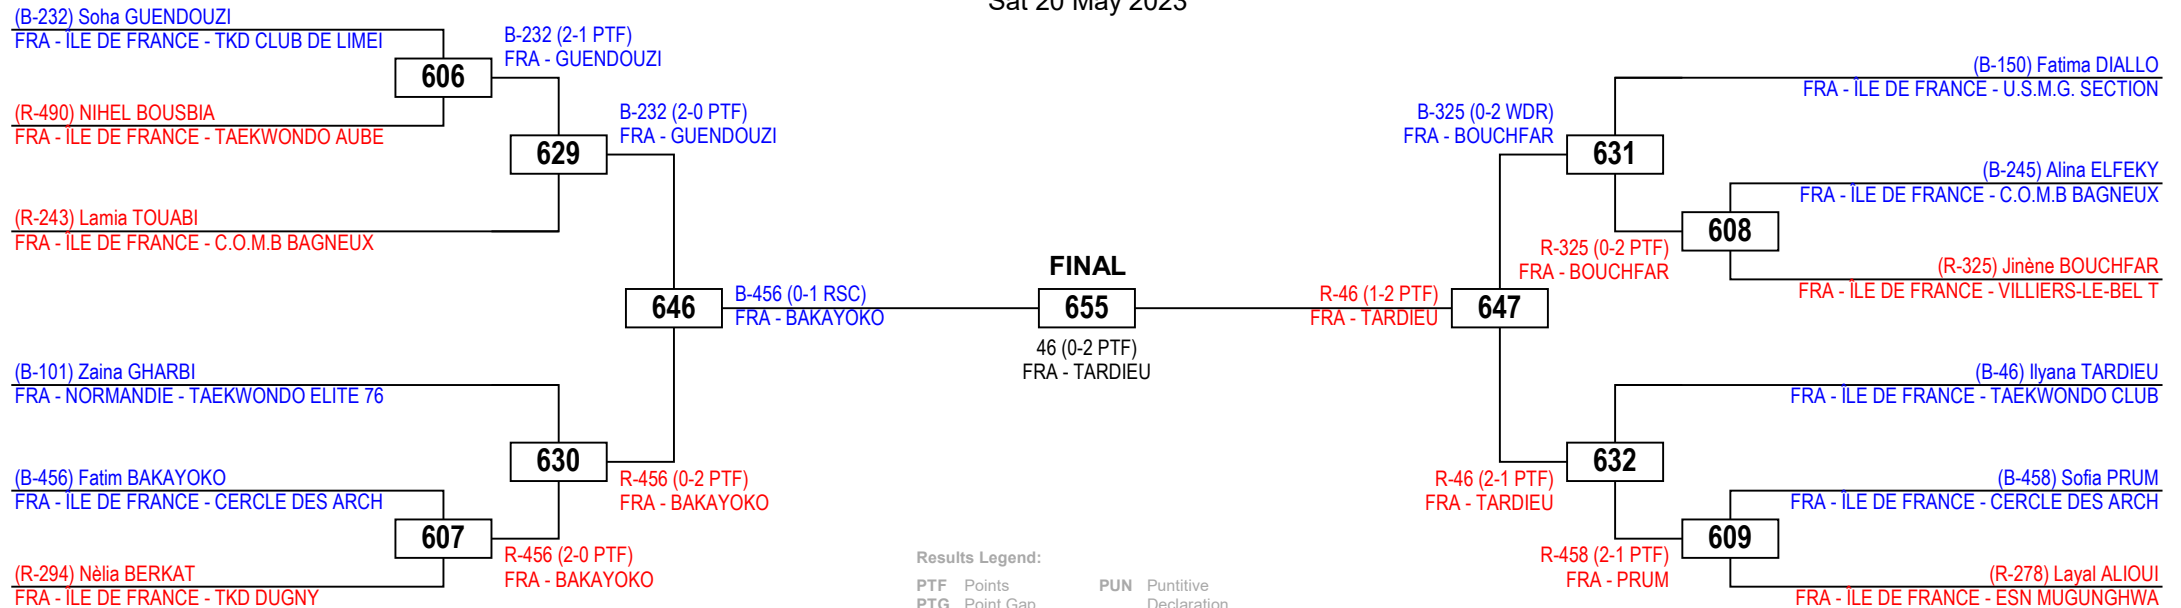 Sat 20 May 2023
(B-232) Soha GUENDOUZI
FRA - ÎLE DE FRANCE - TKD CLUB DE LIMEI
606
B-232 (2-1 PTF)
FRA - GUENDOUZI
(R-490) NIHEL BOUSBIA
FRA - ÎLE DE FRANCE - TAEKWONDO AUBE
629
B-232 (2-0 PTF)
FRA - GUENDOUZI
(R-243) Lamia TOUABI
FRA - ÎLE DE FRANCE - C.O.M.B BAGNEUX
646
B-456 (0-1 RSC)
FRA - BAKAYOKO
(B-101) Zaina GHARBI
FRA - NORMANDIE - TAEKWONDO ELITE 76
630
R-456 (0-2 PTF)
FRA - BAKAYOKO
(B-456) Fatim BAKAYOKO
FRA - ÎLE DE FRANCE - CERCLE DES ARCH
607
R-456 (2-0 PTF)
FRA - BAKAYOKO
(R-294) Nèlia BERKAT
FRA - ÎLE DE FRANCE - TKD DUGNY
FINAL
655
46 (0-2 PTF)
FRA - TARDIEU
(B-150) Fatima DIALLO
FRA - ÎLE DE FRANCE - U.S.M.G. SECTION
B-325 (0-2 WDR)
FRA - BOUCHFAR
631
(B-245) Alina ELFEKY
FRA - ÎLE DE FRANCE - C.O.M.B BAGNEUX
608
R-325 (0-2 PTF)
FRA - BOUCHFAR
(R-325) Jinène BOUCHFAR
FRA - ÎLE DE FRANCE - VILLIERS-LE-BEL T
R-46 (1-2 PTF)
FRA - TARDIEU
647
(B-46) Ilyana TARDIEU
FRA - ÎLE DE FRANCE - TAEKWONDO CLUB
632
R-46 (2-1 PTF)
FRA - TARDIEU
(B-458) Sofia PRUM
FRA - ÎLE DE FRANCE - CERCLE DES ARCH
609
R-458 (2-1 PTF)
FRA - PRUM
(R-278) Layal ALIOUI
FRA - ÎLE DE FRANCE - ESN MUGUNGHWA
Results Legend:
PTF Points PUN Puntitive
PTG Point Gap Declaration